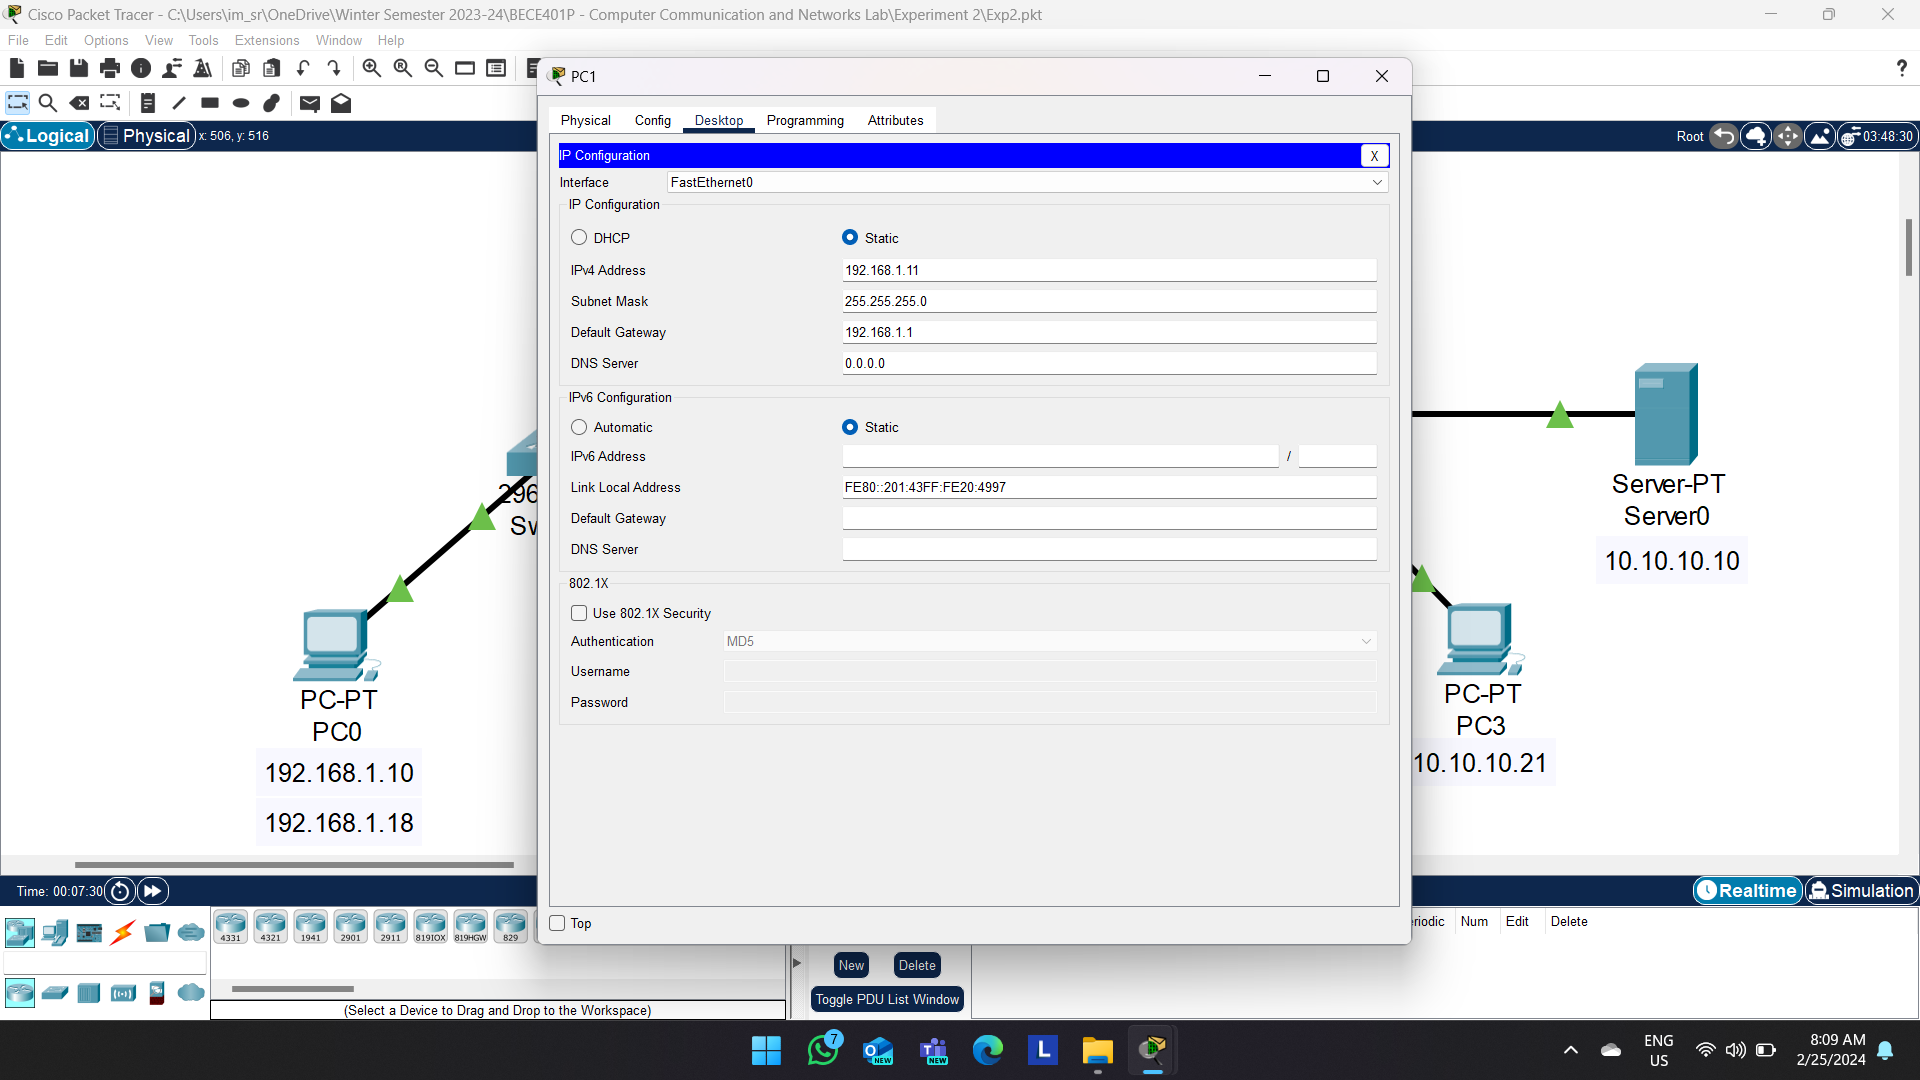 Cisco Packet Tracer - C:\Users\im_sr\OneDrive\Winter Semester 2023-24\BECE401P - Computer Communication and Networks Lab\Experiment 2\Exp2.pkt
File Edit Options View Tools Extensions Window Help
?
Logical Physical x: 506, y: 516
Root 03:48:30
PC1
Physical Config Desktop Programming Attributes
IP Configuration X
Interface FastEthernet0
IP Configuration
DHCP Static
IPv4 Address 192.168.1.11
Subnet Mask 255.255.255.0
Default Gateway 192.168.1.1
DNS Server 0.0.0.0
IPv6 Configuration
Automatic Static
IPv6 Address /
Link Local Address FE80::201:43FF:FE20:4997
Default Gateway
DNS Server
802.1X
Use 802.1X Security
Authentication MD5
Username
Password
Top
296
Sw
PC-PT
PC0
192.168.1.10
192.168.1.18
Server-PT
Server0
10.10.10.10
PC-PT
PC3
10.10.10.21
Time: 00:07:30
Realtime Simulation
4331 4321 1941 2901 2911 819IOX 819HGW 829
(Select a Device to Drag and Drop to the Workspace)
New Delete
Toggle PDU List Window
eriodic Num Edit Delete
7
NEW
NEW
L
ENG
US
8:09 AM
2/25/2024